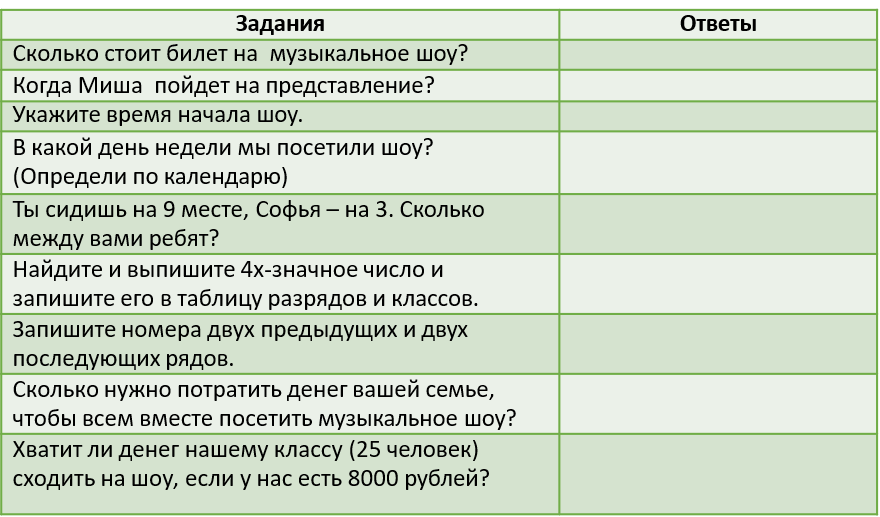 Задания
Ответы
Сколько стоит билет на музыкальное шоу?
Когда Миша пойдет на представление?
Укажите время начала шоу.
В какой день недели мы посетили шоу?
(Определи по календарю)
Ты сидишь на 9 месте, Софья – на 3. Сколько
между вами ребят?
Найдите и выпишите 4х-значное число и
запишите его в таблицу разрядов и классов.
Запишите номера двух предыдущих и двух
последующих рядов.
Сколько нужно потратить денег вашей семье,
чтобы всем вместе посетить музыкальное шоу?
Хватит ли денег нашему классу (25 человек)
сходить на шоу, если у нас есть 8000 рублей?